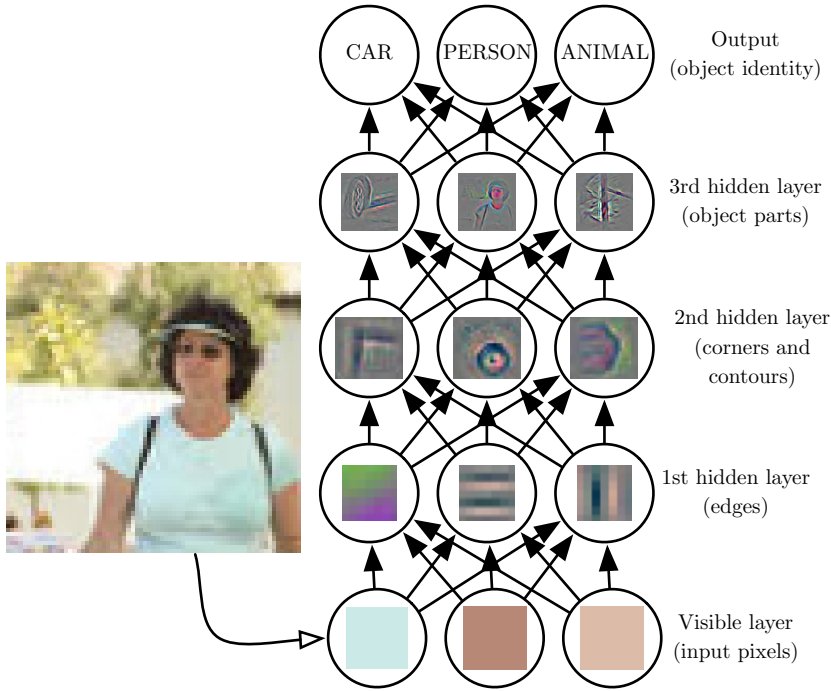 CAR
PERSON
ANIMAL
Output
(object identity)
3rd hidden layer
(object parts)
2nd hidden layer
(corners and
contours)
1st hidden layer
(edges)
Visible layer
(input pixels)